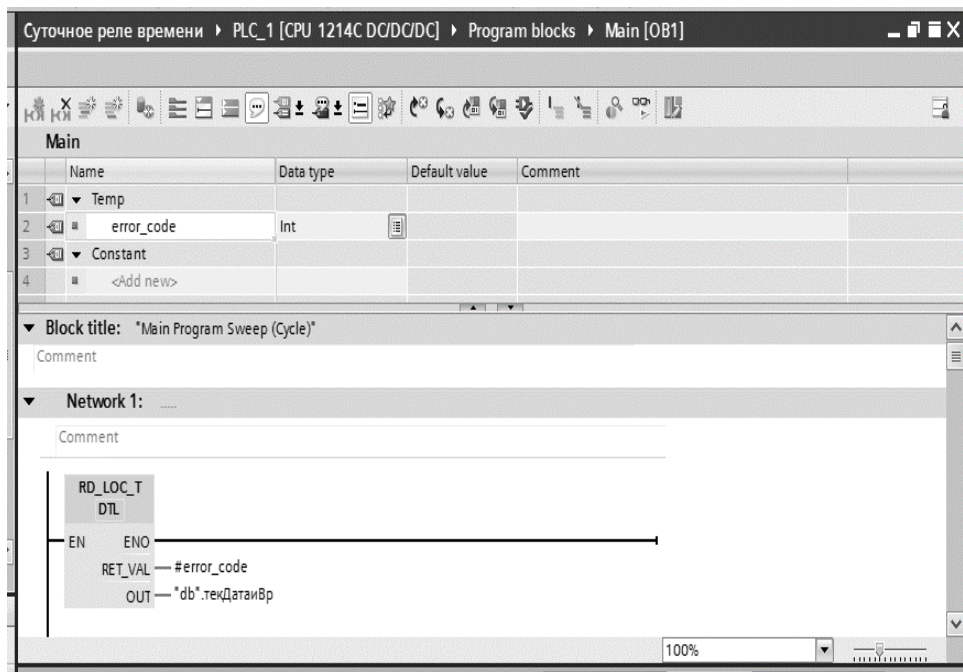 Суточное реле времени ▸ PLC_1 [CPU 1214C DC/DC/DC] ▸ Program blocks ▸ Main [OB1]
Main
Name Data type Default value Comment
1 Temp
2 error_code Int
3 Constant
4 <Add new>
Block title: "Main Program Sweep (Cycle)"
Comment
Network 1: .....
Comment
RD_LOC_T
DTL
EN ENO
RET_VAL #error_code
OUT "db".текДатаиВр
100%